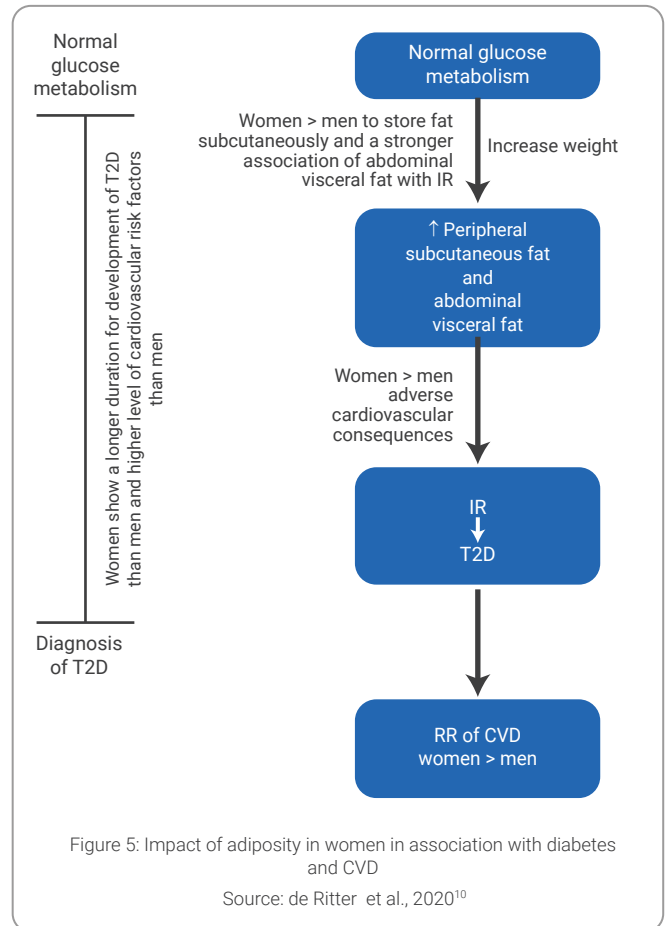 Normal
glucose
metabolism
Women show a longer duration for development of T2D
than men and higher level of cardiovascular risk factors
than men
Diagnosis
of T2D
Normal glucose
metabolism
Women > men to store fat
subcutaneously and a stronger
association of abdominal
visceral fat with IR
Increase weight
↑ Peripheral
subcutaneous fat
and
abdominal
visceral fat
Women > men
adverse
cardiovascular
consequences
IR
T2D
RR of CVD
women > men
Figure 5: Impact of adiposity in women in association with diabetes
and CVD
Source: de Ritter et al., 2020¹⁰